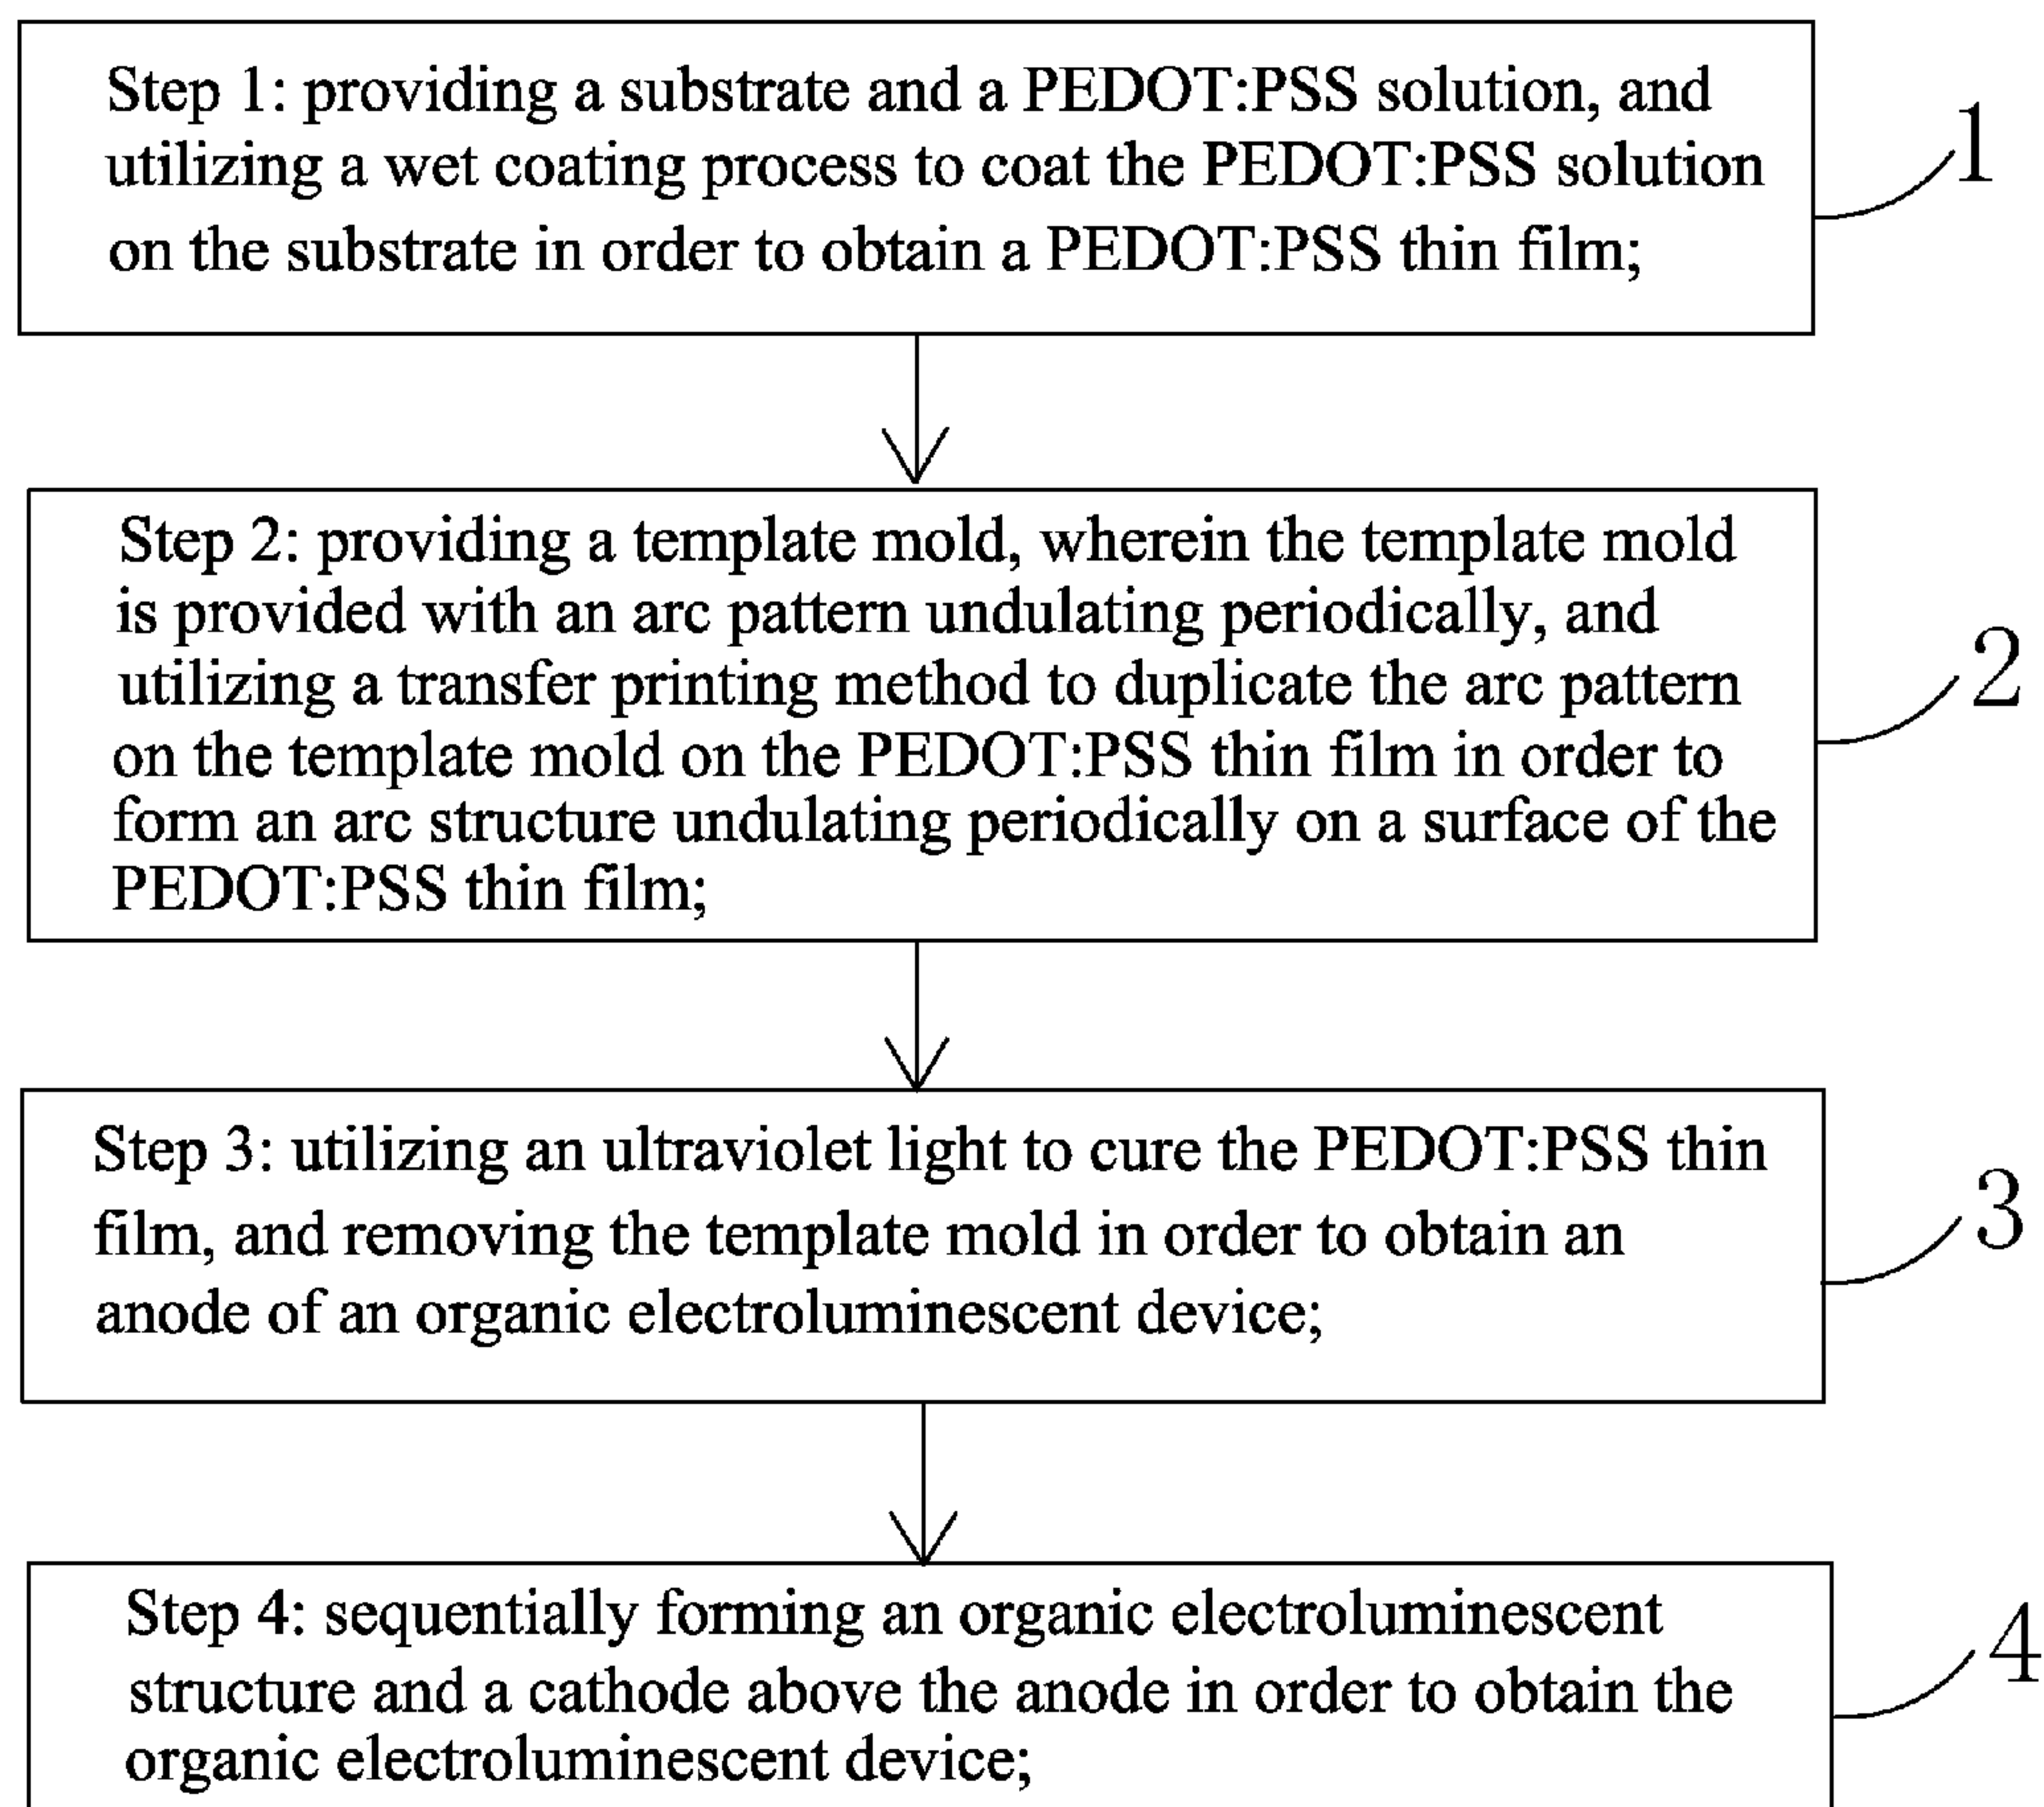 Step 1: providing a substrate and a PEDOT:PSS solution, and
utilizing a wet coating process to coat the PEDOT:PSS solution
on the substrate in order to obtain a PEDOT:PSS thin film;
1
Step 2: providing a template mold, wherein the template mold
is provided with an arc pattern undulating periodically, and
utilizing a transfer printing method to duplicate the arc pattern
on the template mold on the PEDOT:PSS thin film in order to
form an arc structure undulating periodically on a surface of the
PEDOT:PSS thin film;
2
Step 3: utilizing an ultraviolet light to cure the PEDOT:PSS thin
film, and removing the template mold in order to obtain an
anode of an organic electroluminescent device;
3
Step 4: sequentially forming an organic electroluminescent
structure and a cathode above the anode in order to obtain the
organic electroluminescent device;
4